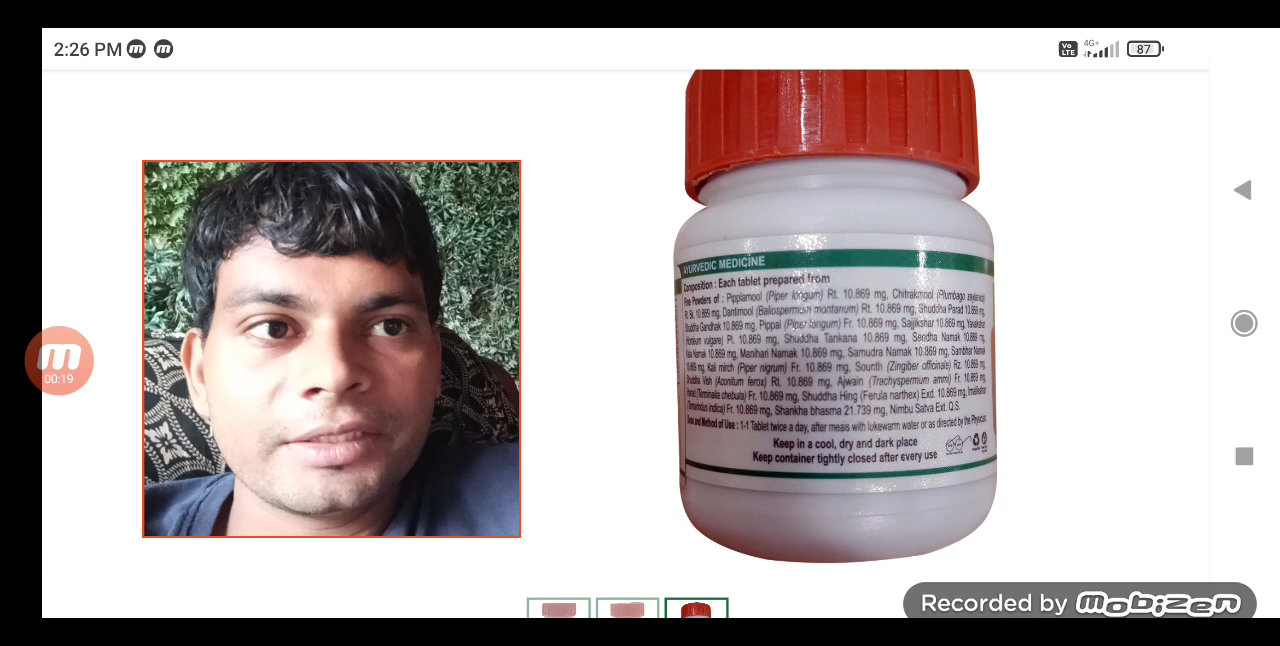 2:26 PM m m
Vo LTE 4G+ 87
AYURVEDIC MEDICINE
Composition : Each tablet prepared from
Fine Powders of : Pipplamool (Piper longum) Rt. 10.869 mg, Chitrakmool (Plumbago zeylanica)
Rt. Bk. 10.869 mg, Dantimool (Baliospermum montanum) Rt. 10.869 mg, Shuddha Parad 10.869 mg,
Shuddha Gandhak 10.869 mg, Pippal (Piper longum) Fr. 10.869 mg, Sajjikshar 10.869 mg, Yavakshar
(Hordeum vulgare) Pl. 10.869 mg, Shuddha Tankana 10.869 mg, Sendha Namak 10.869 mg,
Kala Namak 10.869 mg, Manihari Namak 10.869 mg, Samudra Namak 10.869 mg, Sambhar Namak
10.869 mg, Kali mirch (Piper nigrum) Fr. 10.869 mg, Sounth (Zingiber officinale) Rz. 10.869 mg,
Shuddha Vish (Aconitum ferox) Rt. 10.869 mg, Ajwain (Trachyspermum ammi) Fr. 10.869 mg,
(Terminalia chebula) Fr. 10.869 mg, Shuddha Hing (Ferula narthex) Exd. 10.869 mg, Imlikshar
(Tamarindus indica) Fr. 10.869 mg, Shankha bhasma 21.739 mg, Nimbu Satva Ext. Q.S.
Dose and Method of Use : 1-1 Tablet twice a day, after meals with lukewarm water or as directed by the Physician.
Keep in a cool, dry and dark place
Keep container tightly closed after every use
m
00:19
Recorded by mobizen